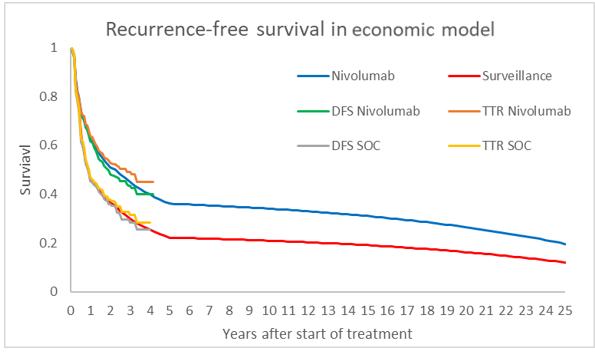 Recurrence-free survival in economic model
Nivolumab
Surveillance
DFS Nivolumab
TTR Nivolumab
DFS SOC
TTR SOC
Surviavl
1
0.8
0.6
0.4
0.2
0
0 1 2 3 4 5 6 7 8 9 10 11 12 13 14 15 16 17 18 19 20 21 22 23 24 25
Years after start of treatment